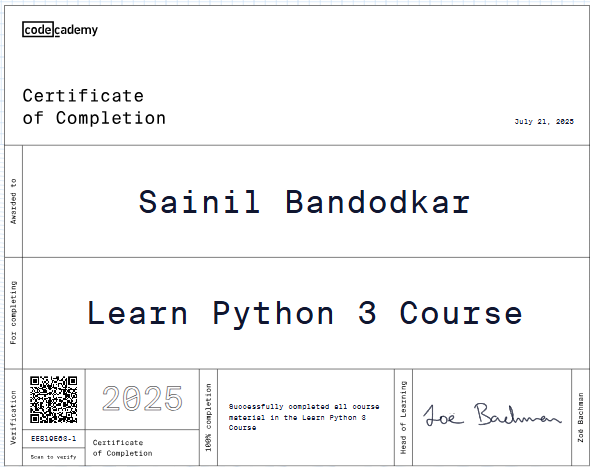 codecademy
Certificate
of Completion
July 21, 2025
Awarded to
Sainil Bandodkar
For completing
Learn Python 3 Course
Verification
EE819E63-1
Scan to verify
2025
Certificate
of Completion
100% completion
Successfully completed all course
material in the Learn Python 3
Course
Head of Learning
Zoë Bachman
Zoë Bachman